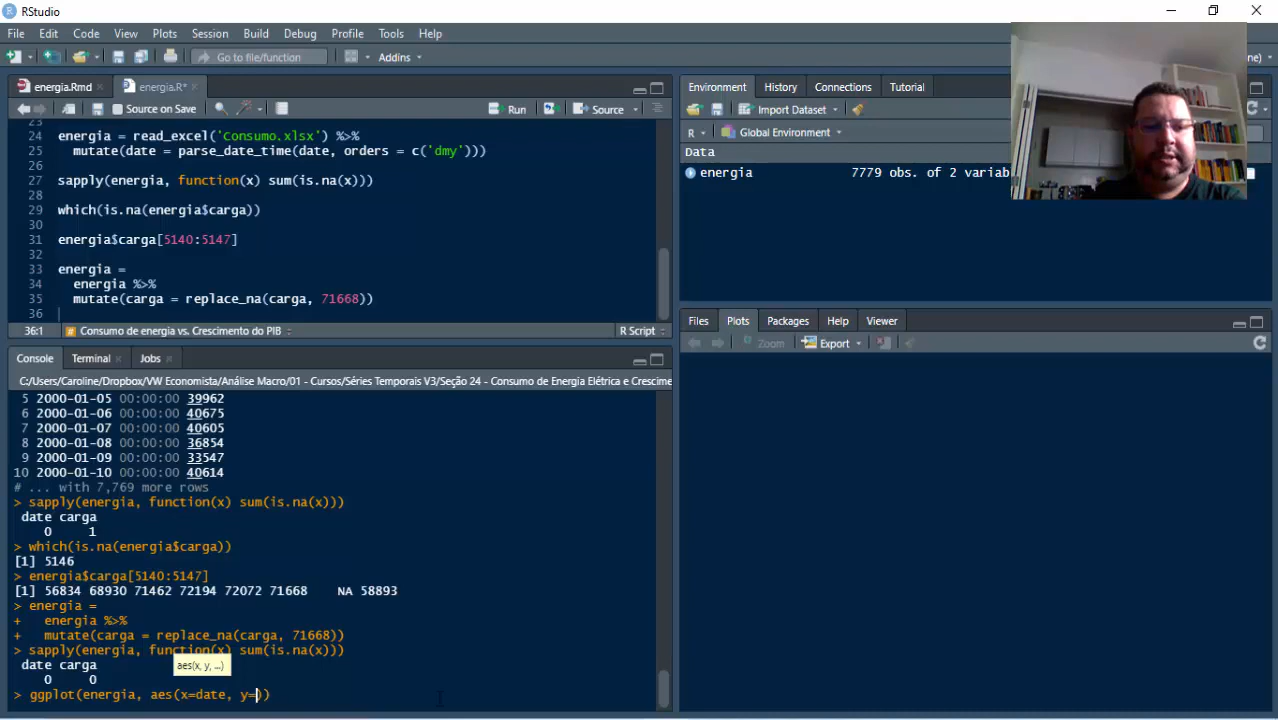 RStudio
File Edit Code View Plots Session Build Debug Profile Tools Help
Go to file/function Addins
energia.Rmd energia.R*
Source on Save Run Source
24 energia = read_excel('Consumo.xlsx') %>%
25 mutate(date = parse_date_time(date, orders = c('dmy')))
26
27 sapply(energia, function(x) sum(is.na(x)))
28
29 which(is.na(energia$carga))
30
31 energia$carga[5140:5147]
32
33 energia =
34 energia %>%
35 mutate(carga = replace_na(carga, 71668))
36
36:1 Consumo de energia vs. Crescimento do PIB R Script
Console Terminal Jobs
C:/Users/Caroline/Dropbox/VW Economista/Análise Macro/01 - Cursos/Séries Temporais V3/Seção 24 - Consumo de Energia Elétrica e Crescime
5 2000-01-05 00:00:00 39962
6 2000-01-06 00:00:00 40675
7 2000-01-07 00:00:00 40605
8 2000-01-08 00:00:00 36854
9 2000-01-09 00:00:00 33547
10 2000-01-10 00:00:00 40614
# ... with 7,769 more rows
> sapply(energia, function(x) sum(is.na(x)))
date carga
0 1
> which(is.na(energia$carga))
[1] 5146
> energia$carga[5140:5147]
[1] 56834 68930 71462 72194 72072 71668 NA 58893
> energia =
+ energia %>%
+ mutate(carga = replace_na(carga, 71668))
> sapply(energia, function(x) sum(is.na(x)))
date carga
0 0
aes(x, y, ...)
> ggplot(energia, aes(x=date, y=))
Environment History Connections Tutorial
Import Dataset
R Global Environment
Data
energia 7779 obs. of 2 variab
Files Plots Packages Help Viewer
Zoom Export